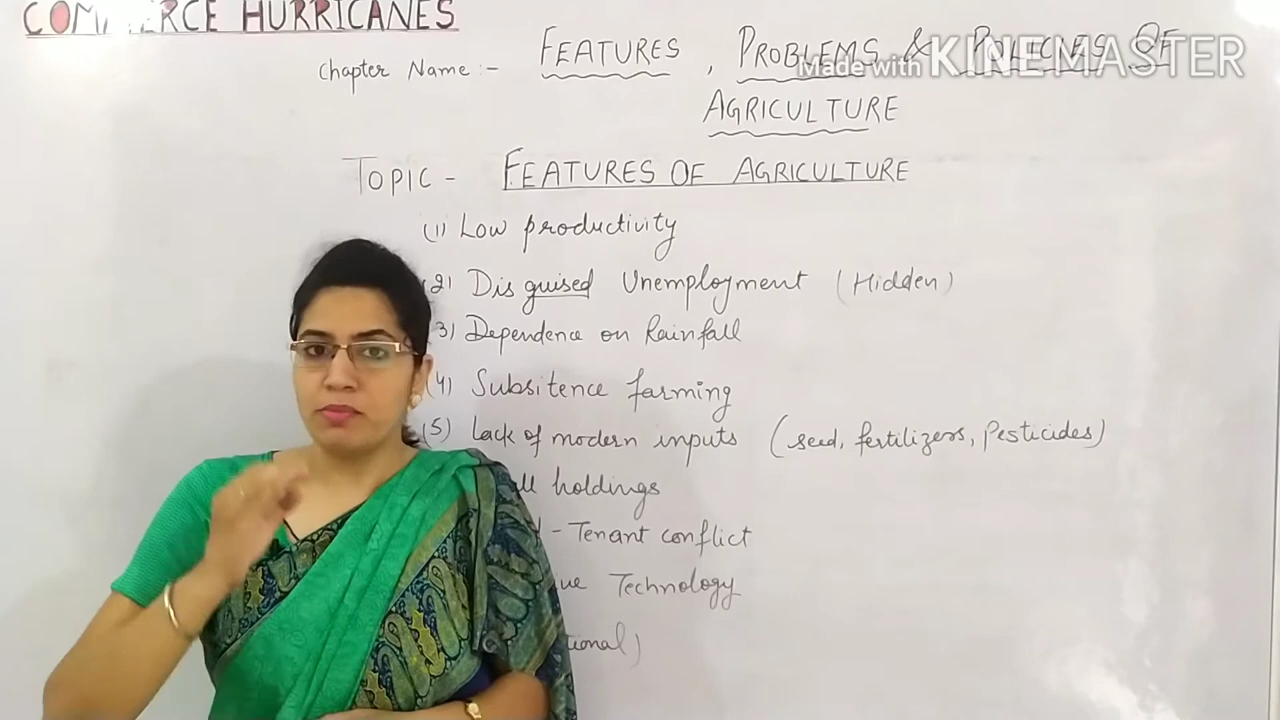 COMMERCE HURRICANES
Chapter Name:- FEATURES, PROBLEMS & POLICIES OF
AGRICULTURE
Made with KINEMASTER
TOPIC - FEATURES OF AGRICULTURE
(1) Low productivity
(2) Disguised Unemployment (Hidden)
3) Dependence on Rainfall
(4) Subsitence farming
(5) Lack of modern inputs (seed, fertilizers, Pesticides)
holdings
- Tenant conflict
Technology